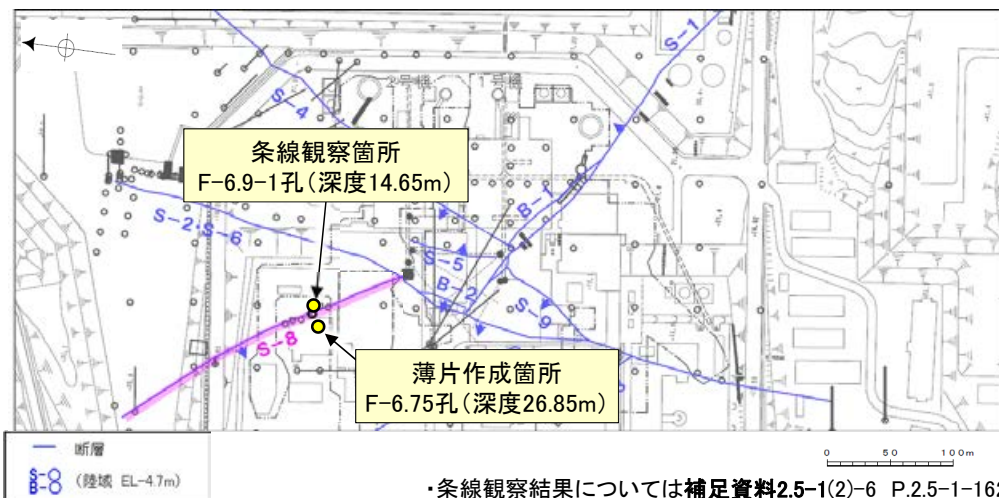 S-1
2号機
1号機
S-4
条線観察箇所
F-6.9-1孔(深度14.65m)
B-1
S-2・S-6
S-5
B-2
S-9
S-8
薄片作成箇所
F-6.75孔(深度26.85m)
断層
S-○
B-○
(陸域 EL-4.7m)
0 50 100m
・条線観察結果については補足資料2.5-1(2)-6 P.2.5-1-162